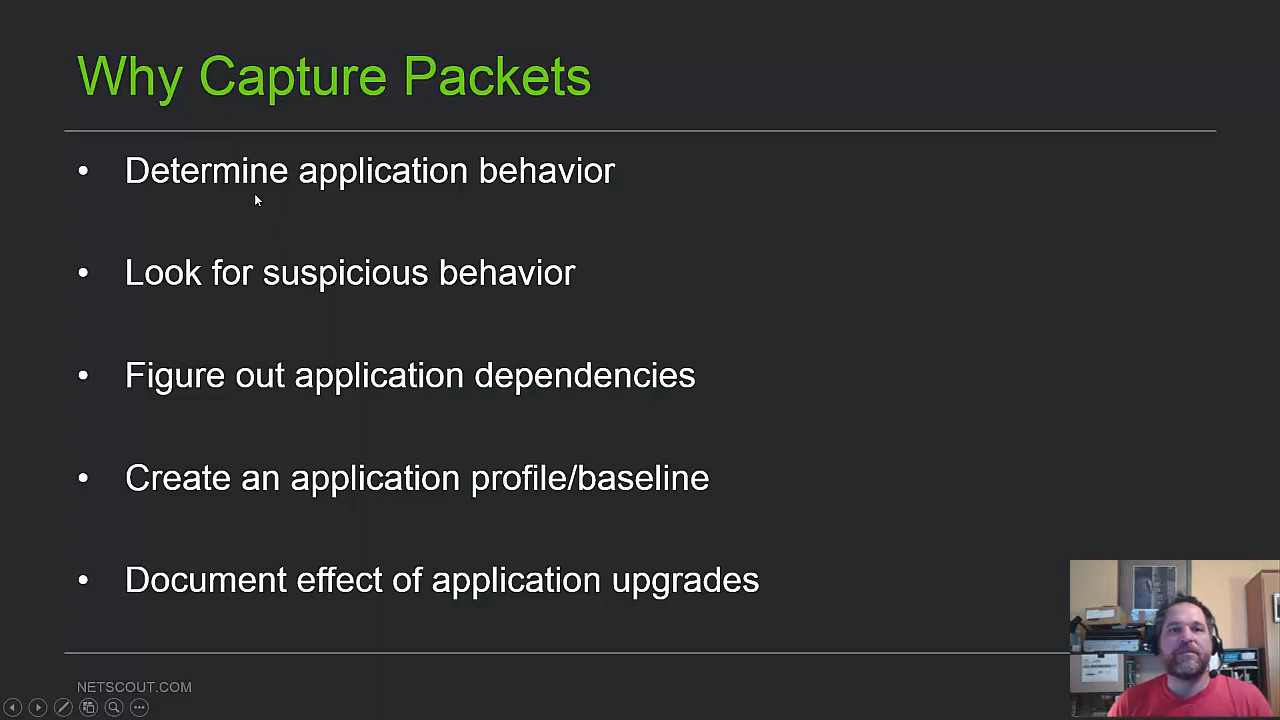 Why Capture Packets
• Determine application behavior
• Look for suspicious behavior
• Figure out application dependencies
• Create an application profile/baseline
• Document effect of application upgrades
NETSCOUT.COM